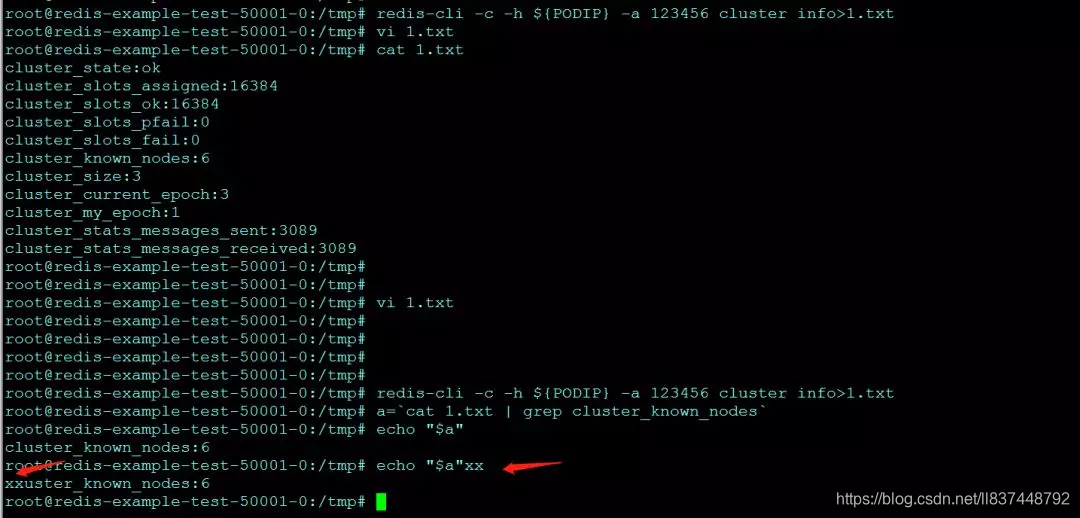 root@redis-example-test-50001-0:/tmp# redis-cli -c -h ${PODIP} -a 123456 cluster info>1.txt
root@redis-example-test-50001-0:/tmp# vi 1.txt
root@redis-example-test-50001-0:/tmp# cat 1.txt
cluster_state:ok
cluster_slots_assigned:16384
cluster_slots_ok:16384
cluster_slots_pfail:0
cluster_slots_fail:0
cluster_known_nodes:6
cluster_size:3
cluster_current_epoch:3
cluster_my_epoch:1
cluster_stats_messages_sent:3089
cluster_stats_messages_received:3089
root@redis-example-test-50001-0:/tmp#
root@redis-example-test-50001-0:/tmp#
root@redis-example-test-50001-0:/tmp# vi 1.txt
root@redis-example-test-50001-0:/tmp#
root@redis-example-test-50001-0:/tmp#
root@redis-example-test-50001-0:/tmp#
root@redis-example-test-50001-0:/tmp#
root@redis-example-test-50001-0:/tmp# redis-cli -c -h ${PODIP} -a 123456 cluster info>1.txt
root@redis-example-test-50001-0:/tmp# a=`cat 1.txt | grep cluster_known_nodes`
root@redis-example-test-50001-0:/tmp# echo "$a"
cluster_known_nodes:6
root@redis-example-test-50001-0:/tmp# echo "$a"xx
xxuster_known_nodes:6
root@redis-example-test-50001-0:/tmp#
https://blog.csdn.net/ll837448792